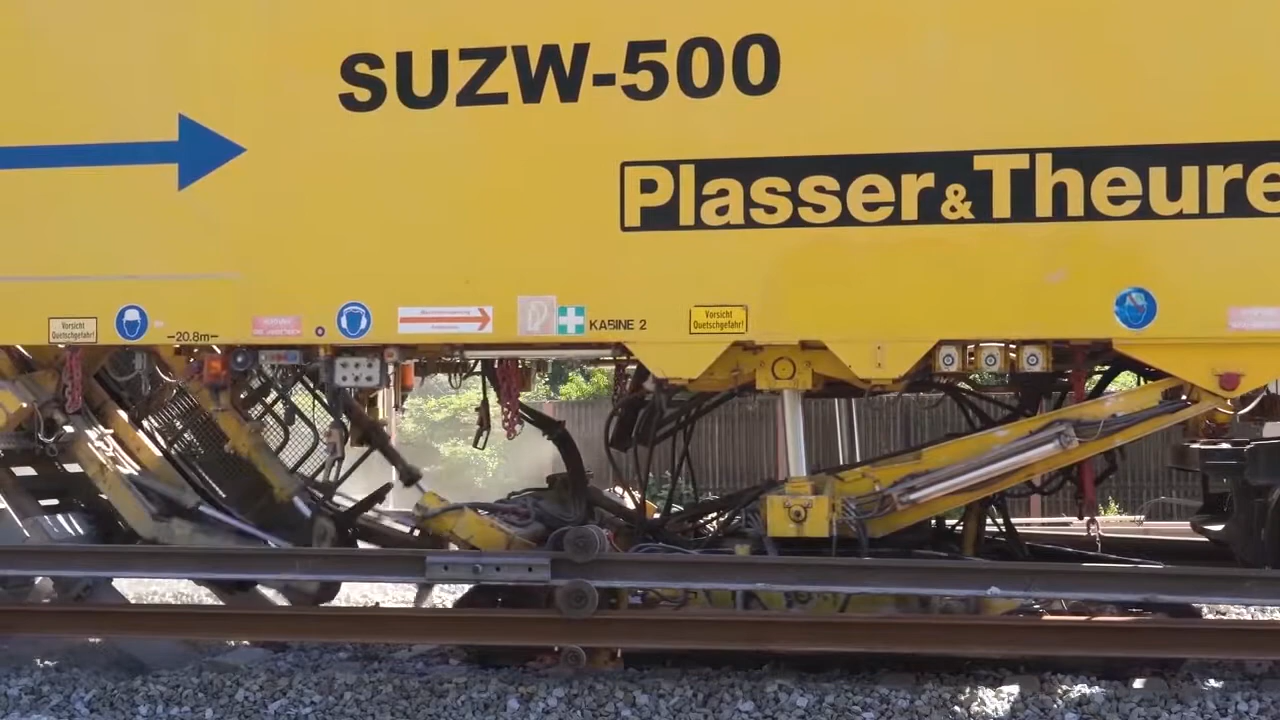 SUZW-500
Plasser & Theure
Vorsicht
Quetschgefahr!
-20.8m-
KABINE 2
Vorsicht
Quetschgefahr!